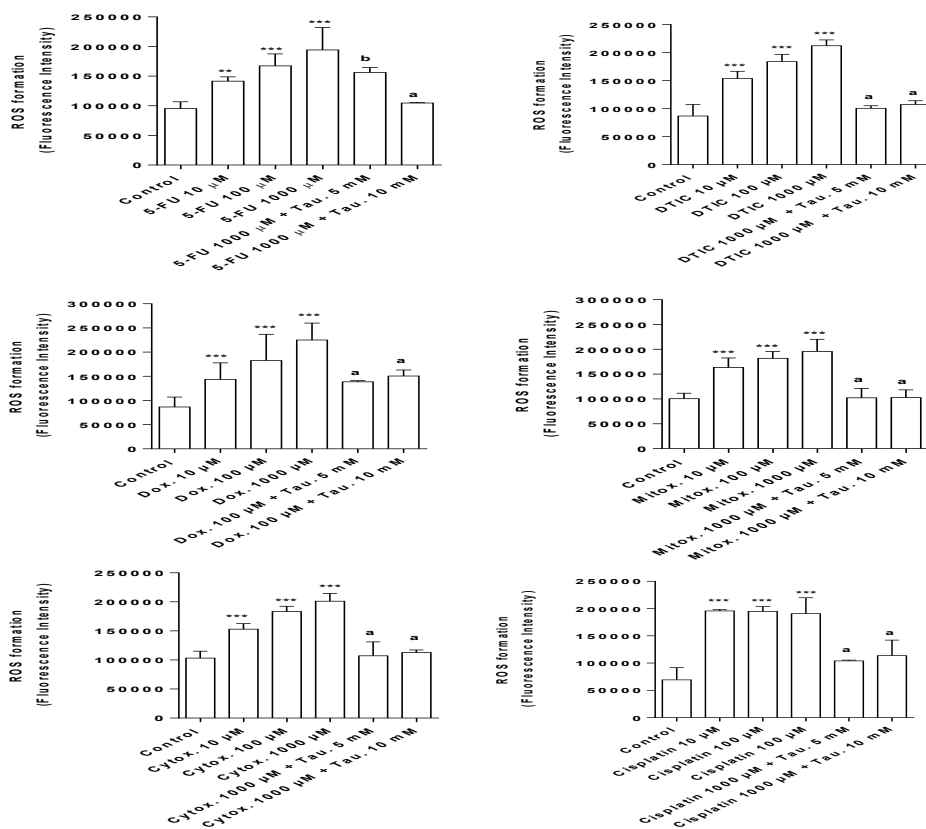 ROS formation
(Fluorescence Intensity)
250000
200000
150000
100000
50000
0
**
***
***
b
a
Control
5-FU 10 μM
5-FU 100 μM
5-FU 1000 μM
5-FU 1000 μM + Tau. 5 mM
5-FU 1000 μM + Tau. 10 mM
ROS formation
(Fluorescence Intensity)
250000
200000
150000
100000
50000
0
***
***
***
a
a
Control
DTIC 10 μM
DTIC 100 μM
DTIC 1000 μM
DTIC 1000 μM + Tau. 5 mM
DTIC 1000 μM + Tau. 10 mM
ROS formation
(Fluorescence Intensity)
300000
250000
200000
150000
100000
50000
0
***
***
***
a
a
Control
Dox. 10 μM
Dox. 100 μM
Dox. 1000 μM
Dox. 100 μM + Tau. 5 mM
Dox. 100 μM + Tau. 10 mM
ROS formation
(Fluorescence Intensity)
300000
250000
200000
150000
100000
50000
0
***
***
***
a
a
Control
Mitox. 10 μM
Mitox. 100 μM
Mitox. 1000 μM
Mitox. 1000 μM + Tau. 5 mM
Mitox. 1000 μM + Tau. 10 mM
ROS formation
(Fluorescence Intensity)
250000
200000
150000
100000
50000
0
***
***
***
a
a
Control
Cytox. 10 μM
Cytox. 100 μM
Cytox. 1000 μM
Cytox. 1000 μM + Tau. 5 mM
Cytox. 1000 μM + Tau. 10 mM
ROS formation
(Fluorescence Intensity)
250000
200000
150000
100000
50000
0
***
***
***
a
a
Control
Cisplatin 10 μM
Cisplatin 100 μM
Cisplatin 100 μM
Cisplatin 1000 μM + Tau. 5 mM
Cisplatin 1000 μM + Tau. 10 mM